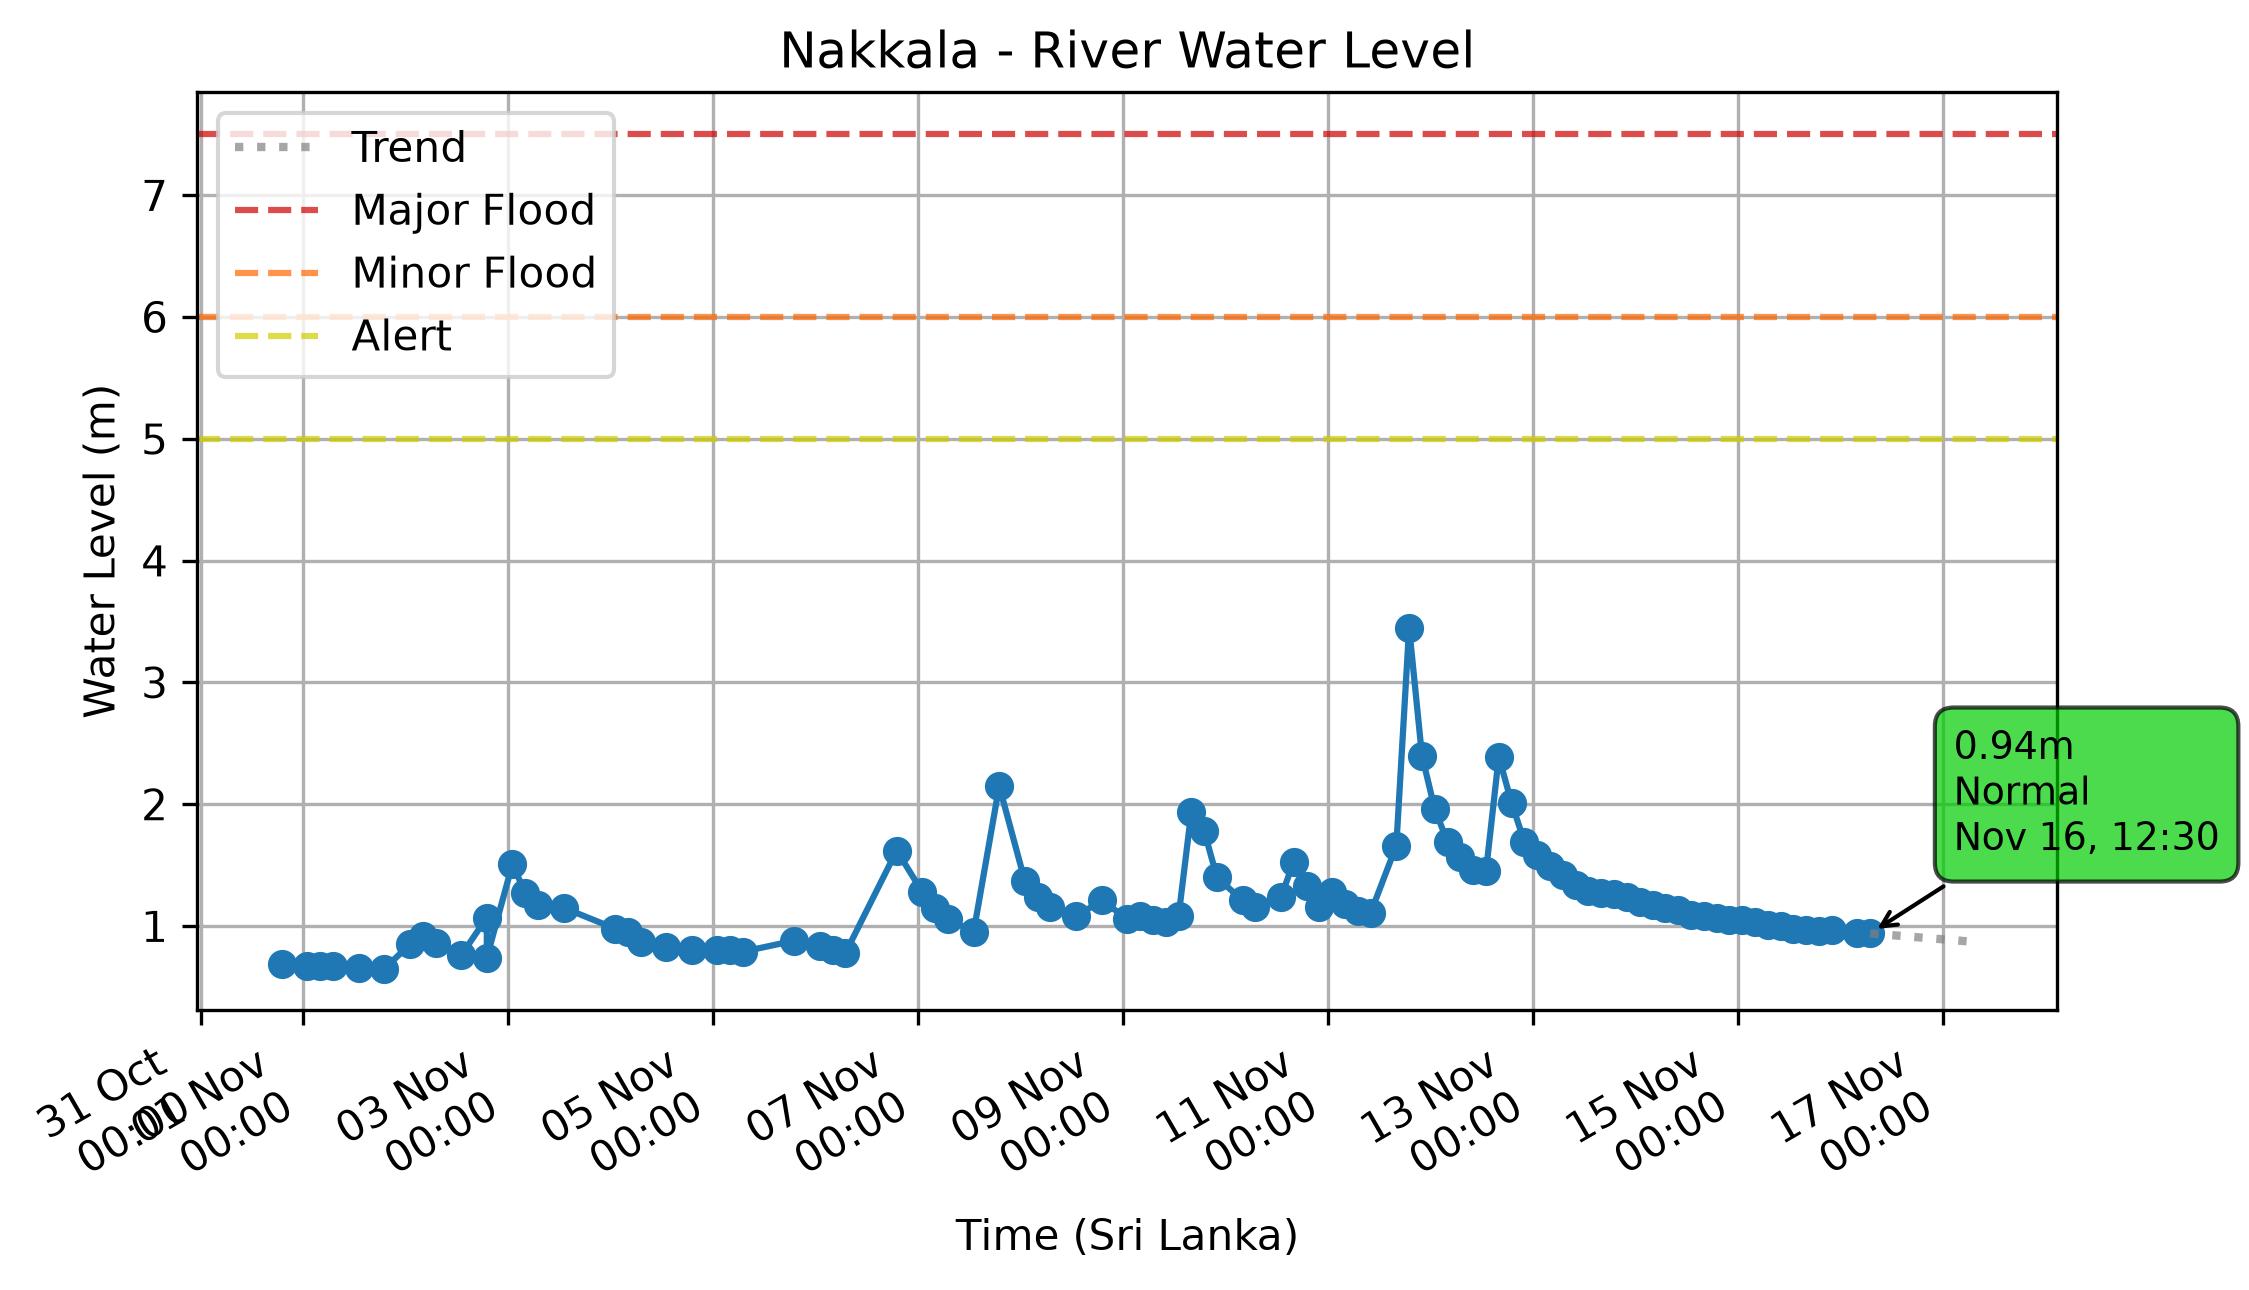 Nakkala - River Water Level
Trend
Major Flood
Minor Flood
Alert
7
6
5
4
3
2
1
Water Level (m)
0.94m
Normal
Nov 16, 12:30
31 Oct
00:00
01 Nov
00:00
03 Nov
00:00
05 Nov
00:00
07 Nov
00:00
09 Nov
00:00
11 Nov
00:00
13 Nov
00:00
15 Nov
00:00
17 Nov
00:00
Time (Sri Lanka)